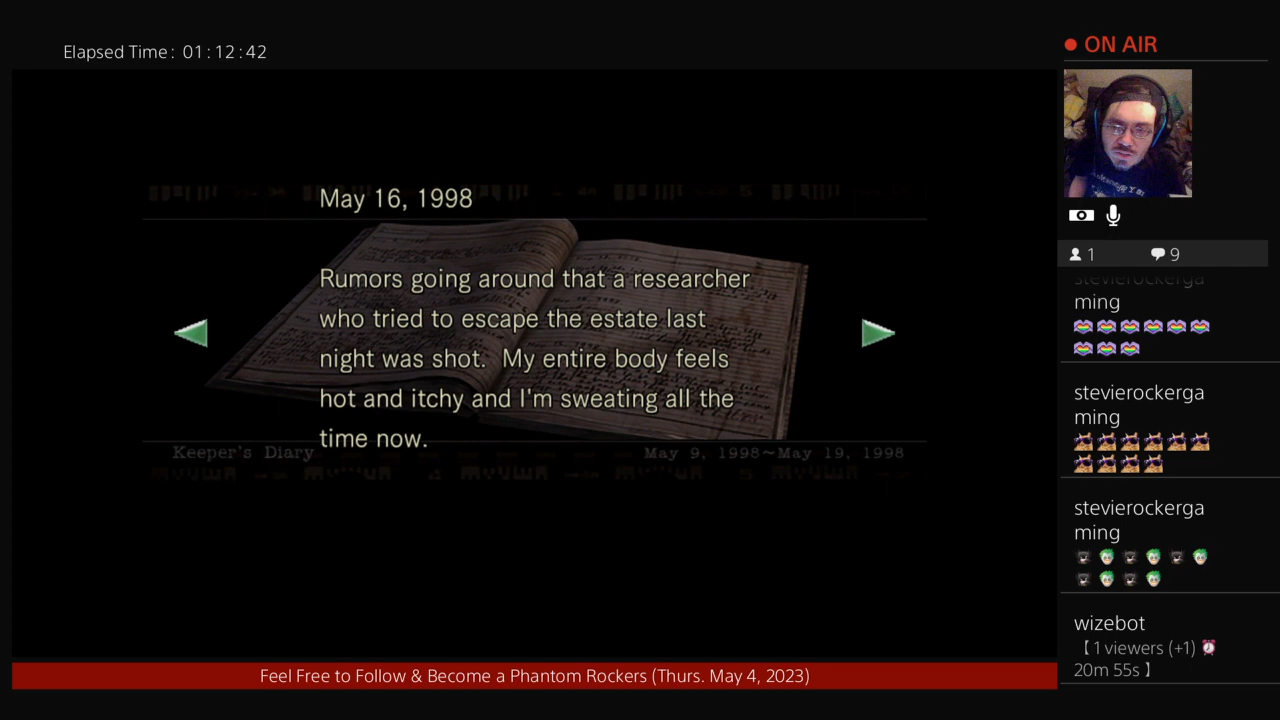 Elapsed Time: 01:12:42
ON AIR
May 16, 1998
Rumors going around that a researcher
who tried to escape the estate last
night was shot. My entire body feels
hot and itchy and I'm sweating all the
time now.
Keeper's Diary
May 9, 1998~May 19, 1998
1
9
stevierockerga
ming
stevierockerga
ming
stevierockerga
ming
wizebot
【 1 viewers (+1) ⏰
20m 55s 】
Feel Free to Follow & Become a Phantom Rockers (Thurs. May 4, 2023)